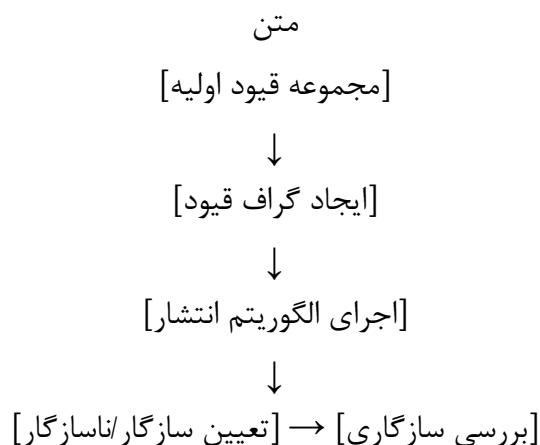 متن
[مجموعه قیود اولیه]
↓
[ایجاد گراف قیود]
↓
[اجرای الگوریتم انتشار]
↓
[بررسی سازگاری] → [تعیین سازگار/ناسازگار]